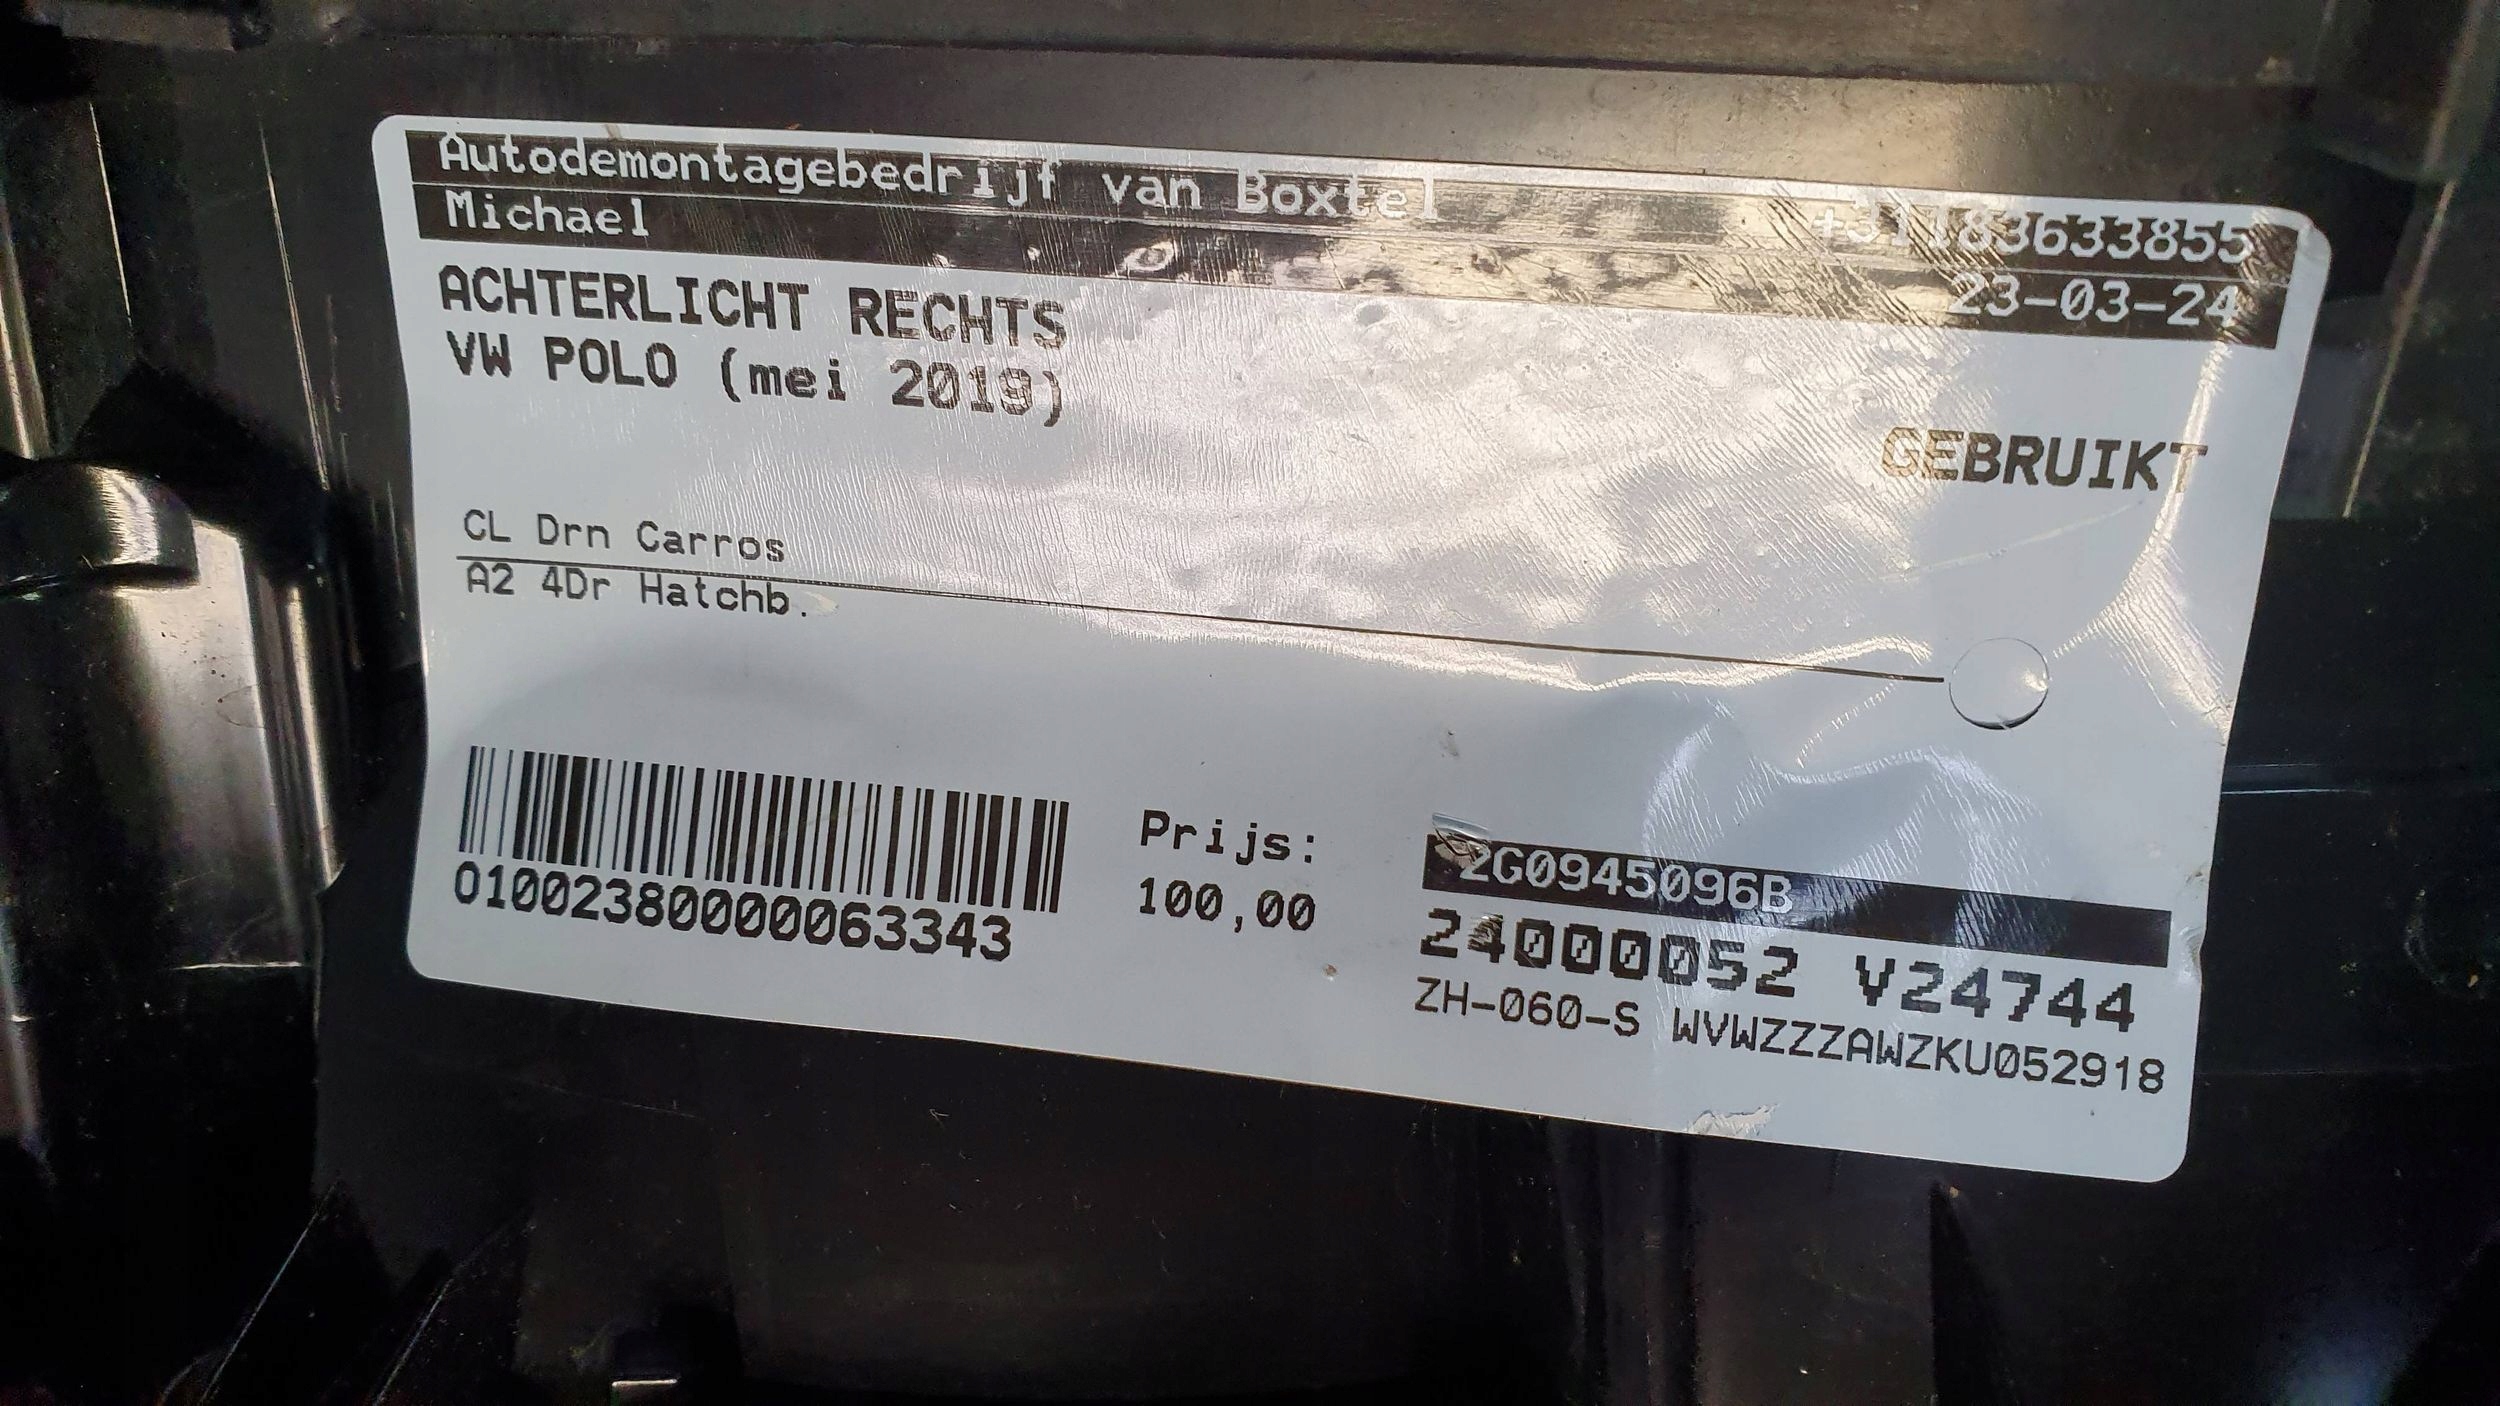 Autodemontagebedrijf van Boxtel +31183633855
Michael 23-03-24
ACHTERLICHT RECHTS
VW POLO (mei 2019)
GEBRUIKT
CL Drn Carros
A2 4Dr Hatchb.
01002380000063343
Prijs:
100,00
2G0945096B
24000052 V24744
ZH-060-S WVWZZZAWZKU052918